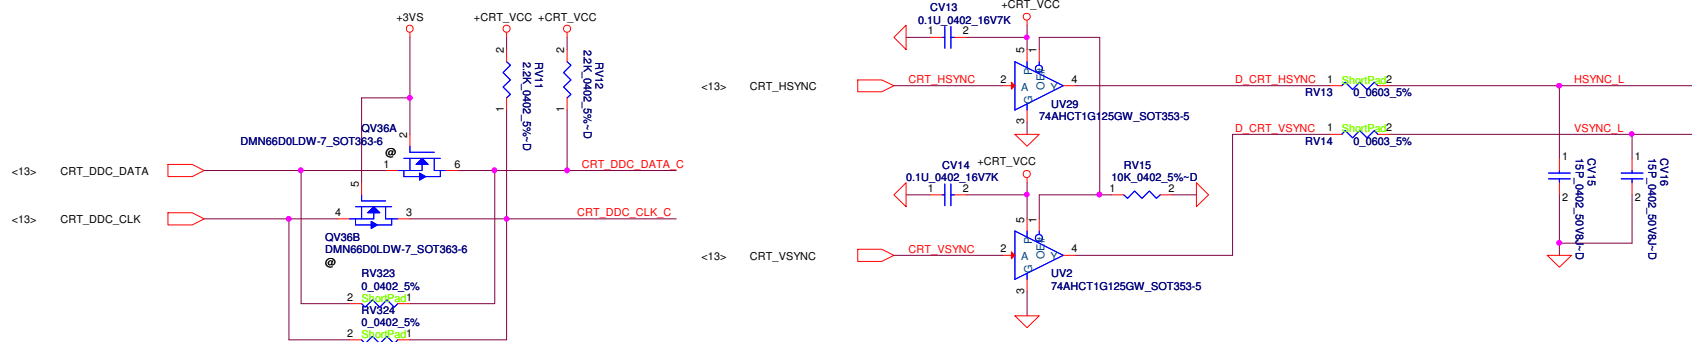 +3VS
+CRT_VCC
+CRT_VCC
2
2
RV11
2.2K_0402_5%~D
RV12
2.2K_0402_5%~D
1
1
QV36A
DMN66D0LDW-7_SOT363-6
@
2
<13>
CRT_DDC_DATA
1
6
CRT_DDC_DATA_C
5
<13>
CRT_DDC_CLK
4
3
CRT_DDC_CLK_C
QV36B
DMN66D0LDW-7_SOT363-6
@
RV323
0_0402_5%
2
ShortPad
1
RV324
0_0402_5%
2
ShortPad
1
CV13
0.1U_0402_16V7K
+CRT_VCC
1
2
5
1
<13>
CRT_HSYNC
CRT_HSYNC
2
P
OE#
A
Y
G
4
3
UV29
74AHCT1G125GW_SOT353-5
D_CRT_HSYNC
1
ShortPad
2
RV13
0_0603_5%
HSYNC_L
D_CRT_VSYNC
1
ShortPad
2
RV14
0_0603_5%
VSYNC_L
CV14
0.1U_0402_16V7K
+CRT_VCC
1
2
RV15
10K_0402_5%~D
1
2
5
1
<13>
CRT_VSYNC
CRT_VSYNC
2
P
OE#
A
Y
G
4
3
UV2
74AHCT1G125GW_SOT353-5
1
2
CV15
15P_0402_50V8J~D
1
2
CV16
15P_0402_50V8J~D